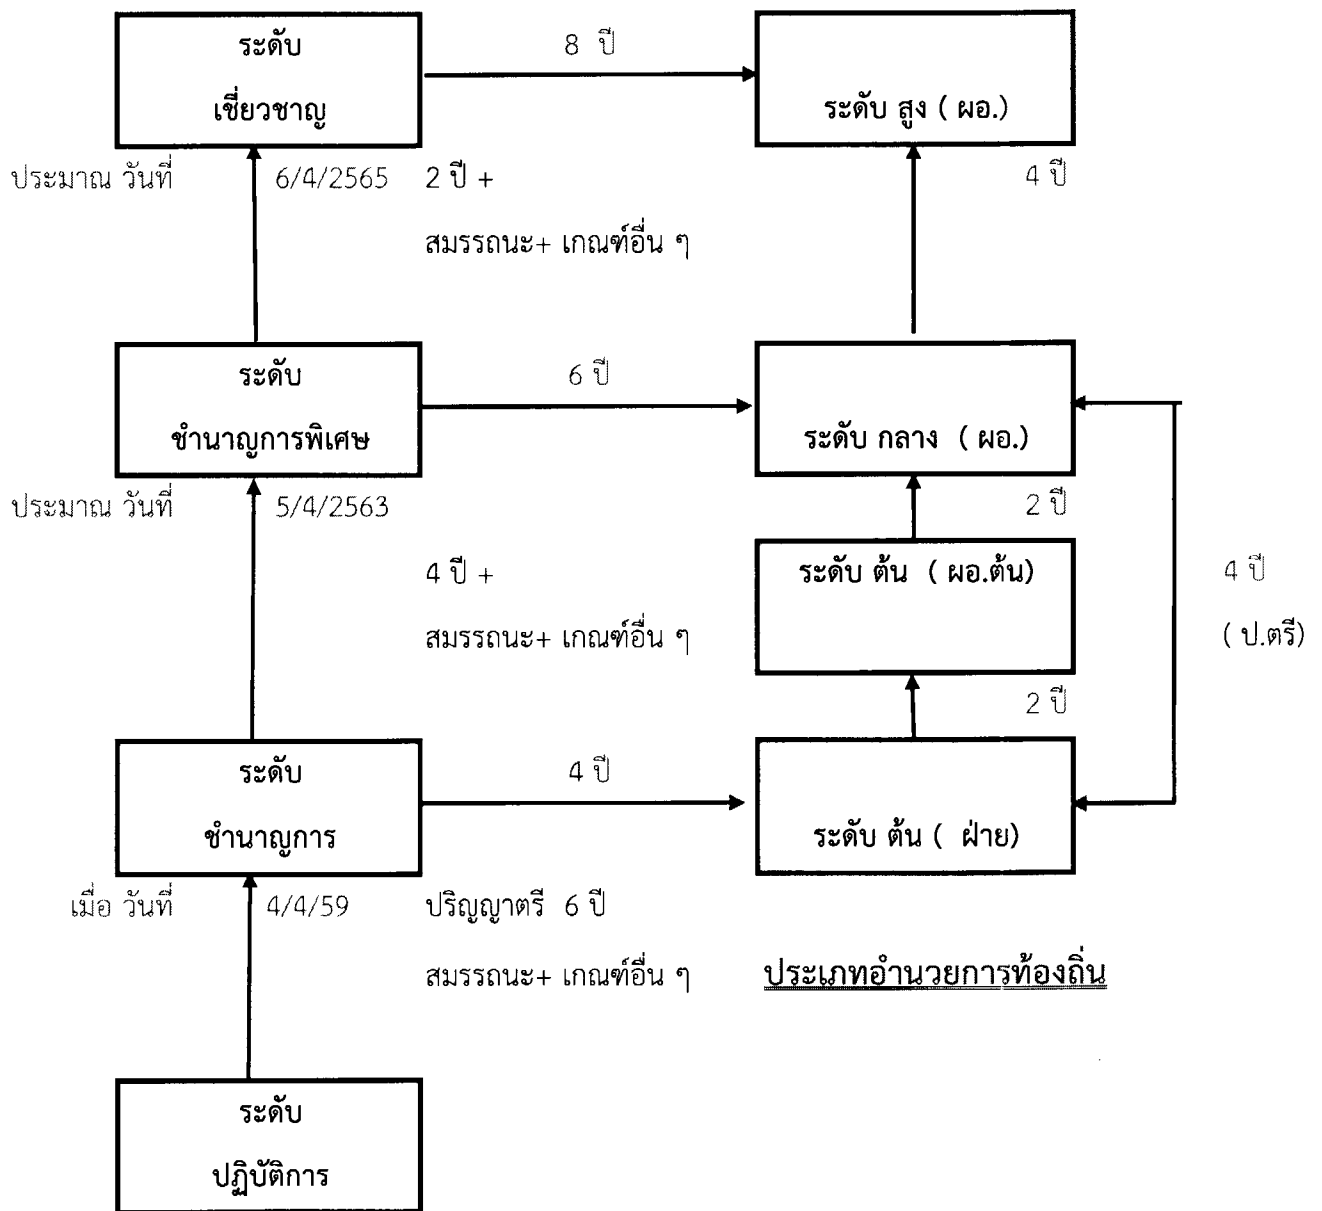 ระดับ
เชี่ยวชาญ
8 ปี
ระดับ สูง ( ผอ.)
ประมาณ วันที่ 6/4/2565 2 ปี +
สมรรถนะ+ เกณฑ์อื่น ๆ
4 ปี
ระดับ
ชำนาญการพิเศษ
6 ปี
ระดับ กลาง ( ผอ.)
ประมาณ วันที่ 5/4/2563
2 ปี
4 ปี +
สมรรถนะ+ เกณฑ์อื่น ๆ
ระดับ ต้น ( ผอ.ต้น)
4 ปี
( ป.ตรี)
2 ปี
ระดับ
ชำนาญการ
4 ปี
ระดับ ต้น ( ฝ่าย)
เมื่อ วันที่ 4/4/59 ปริญญาตรี 6 ปี
สมรรถนะ+ เกณฑ์อื่น ๆ
ประเภทอำนวยการท้องถิ่น
ระดับ
ปฏิบัติการ